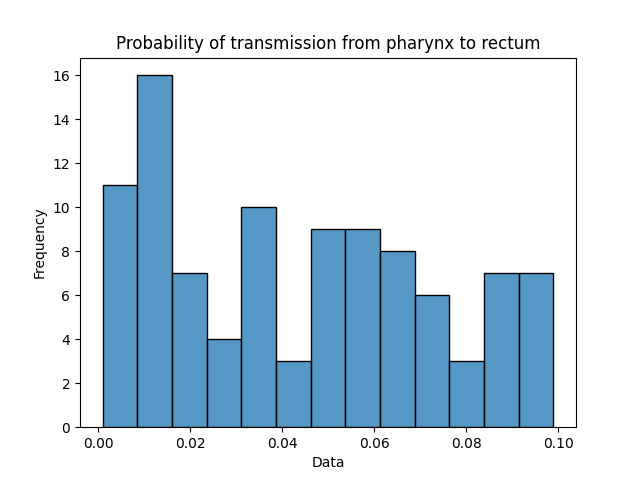 Probability of transmission from pharynx to rectum
16
14
12
10
8
6
4
2
0
Frequency
0.00 0.02 0.04 0.06 0.08 0.10
Data